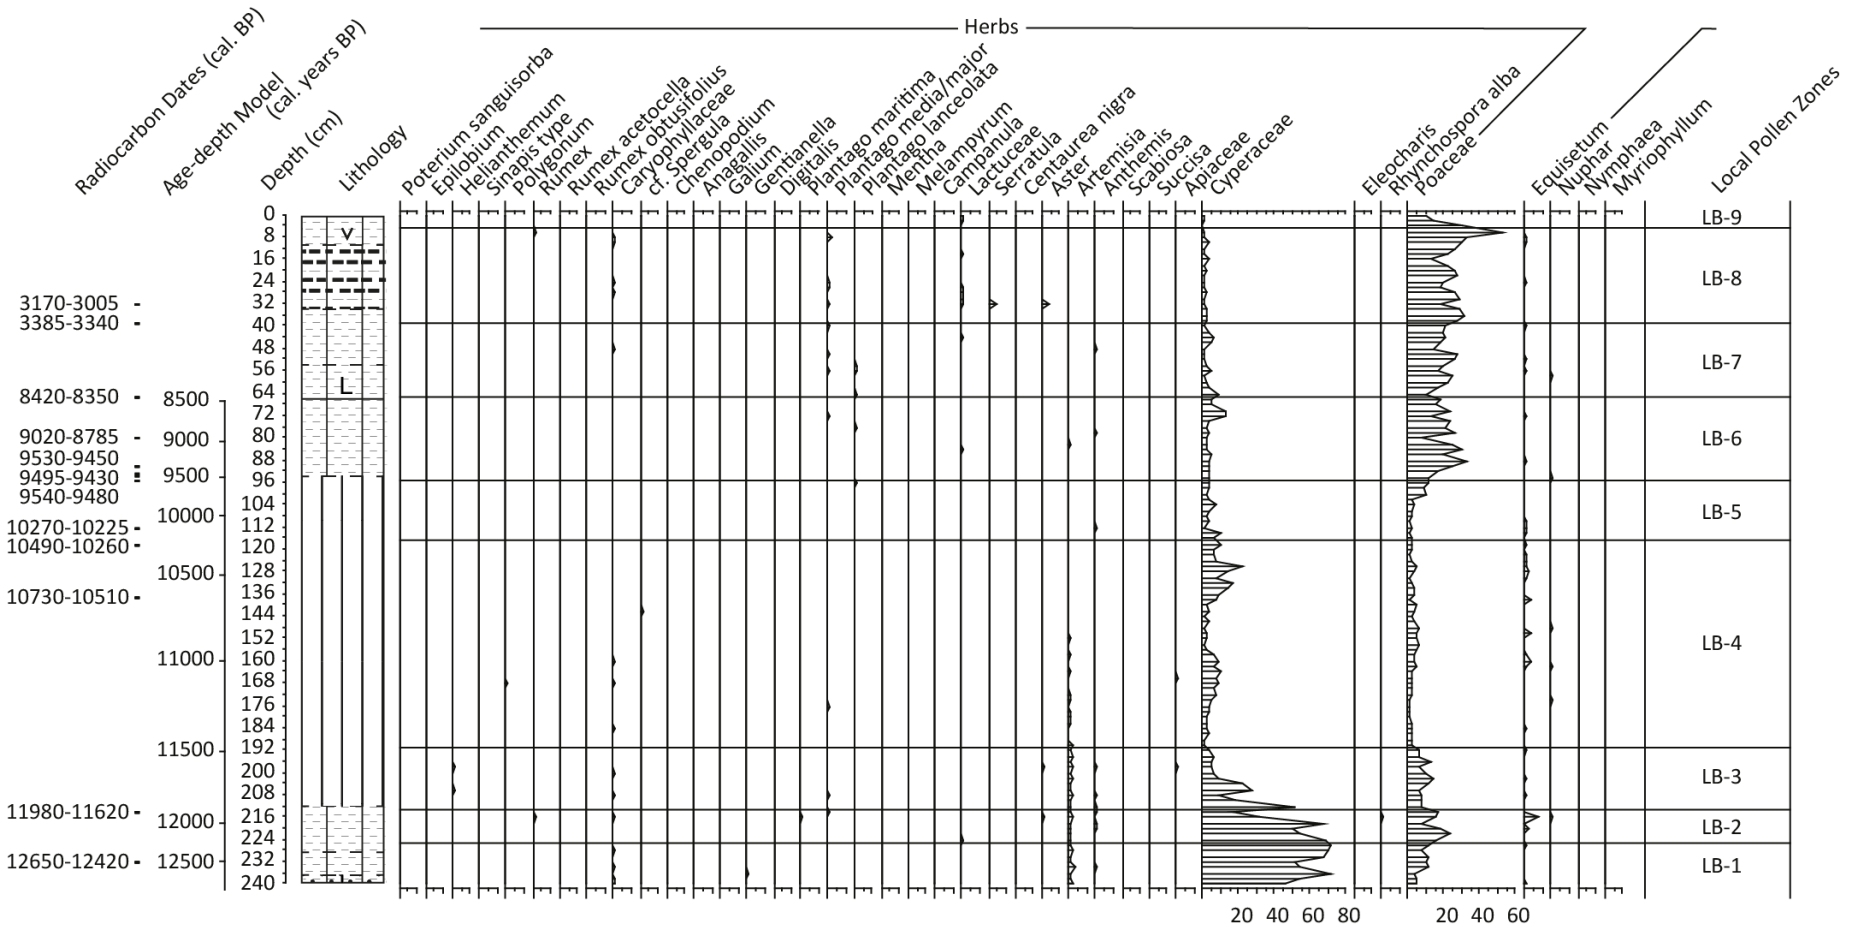 Herbs
Radiocarbon Dates (cal. BP)
Age-depth Model
(cal. years BP)
Depth (cm)
Lithology
Poterium sanguisorba
Epilobium
Helianthemum
Sinapis type
Polygonum
Rumex
Rumex acetocella
Rumex obtusifolius
Caryophyllaceae
cf. Spergula
Chenopodium
Anagallis
Galium
Gentianella
Digitalis
Plantago maritima
Plantago media/major
Plantago lanceolata
Mentha
Melampyrum
Campanula
Lactuceae
Serratula
Centaurea nigra
Aster
Artemisia
Anthemis
Scabiosa
Succisa
Apiaceae
Cyperaceae
Eleocharis
Rhynchospora alba
Poaceae
Equisetum
Nuphar
Nymphaea
Myriophyllum
Local Pollen Zones
0
LB-9
8
V
16
24
LB-8
3170-3005
32
3385-3340
40
48
56
LB-7
L
64
8420-8350
8500
72
80
9020-8785
9000
LB-6
88
9530-9450
9495-9430
9500
96
9540-9480
104
10000
LB-5
10270-10225
112
10490-10260
120
10500
128
136
10730-10510
144
152
LB-4
11000
160
168
176
184
11500
192
200
LB-3
208
11980-11620
216
12000
LB-2
224
12650-12420
12500
232
LB-1
240
20 40 60 80
20 40 60